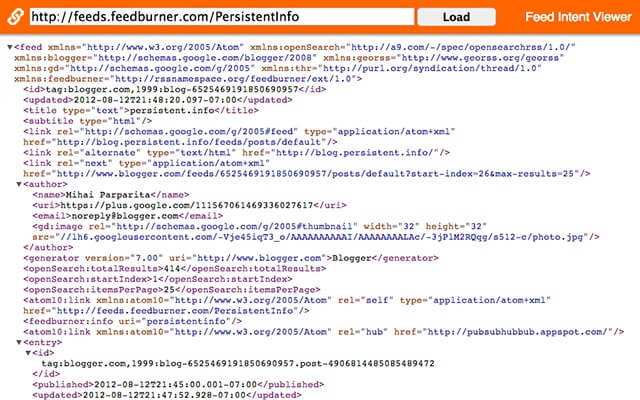 http://feeds.feedburner.com/PersistentInfo Load Feed Intent Viewer
▼<feed xmlns="http://www.w3.org/2005/Atom" xmlns:openSearch="http://a9.com/-/spec/opensearchrss/1.0/"
xmlns:blogger="http://schemas.google.com/blogger/2008" xmlns:georss="http://www.georss.org/georss"
xmlns:gd="http://schemas.google.com/g/2005" xmlns:thr="http://purl.org/syndication/thread/1.0"
xmlns:feedburner="http://rssnamespace.org/feedburner/ext/1.0">
<id>tag:blogger.com,1999:blog-6525469191850690957</id>
<updated>2012-08-12T21:48:20.097-07:00</updated>
<title type="text">persistent.info</title>
<subtitle type="html"/>
<link rel="http://schemas.google.com/g/2005#feed" type="application/atom+xml"
href="http://blog.persistent.info/feeds/posts/default"/>
<link rel="alternate" type="text/html" href="http://blog.persistent.info/"/>
<link rel="next" type="application/atom+xml"
href="http://www.blogger.com/feeds/6525469191850690957/posts/default?start-index=26&max-results=25"/>
▼<author>
<name>Mihai Parparita</name>
<uri>https://plus.google.com/111567061469336027617</uri>
<email>noreply@blogger.com</email>
<gd:image rel="http://schemas.google.com/g/2005#thumbnail" width="32" height="32"
src="//lh6.googleusercontent.com/-Vje45iqT3_o/AAAAAAAAAAI/AAAAAAAALAc/-3jPlM2RQqg/s512-c/photo.jpg"/>
</author>
<generator version="7.00" uri="http://www.blogger.com">Blogger</generator>
<openSearch:totalResults>414</openSearch:totalResults>
<openSearch:startIndex>1</openSearch:startIndex>
<openSearch:itemsPerPage>25</openSearch:itemsPerPage>
<atom10:link xmlns:atom10="http://www.w3.org/2005/Atom" rel="self" type="application/atom+xml"
href="http://feeds.feedburner.com/PersistentInfo"/>
<feedburner:info uri="persistentinfo"/>
<atom10:link xmlns:atom10="http://www.w3.org/2005/Atom" rel="hub" href="http://pubsubhubbub.appspot.com/"/>
▼<entry>
▼<id>
tag:blogger.com,1999:blog-6525469191850690957.post-4906814485085489472
</id>
<published>2012-08-12T21:45:00.001-07:00</published>
<updated>2012-08-12T21:47:52.928-07:00</updated>